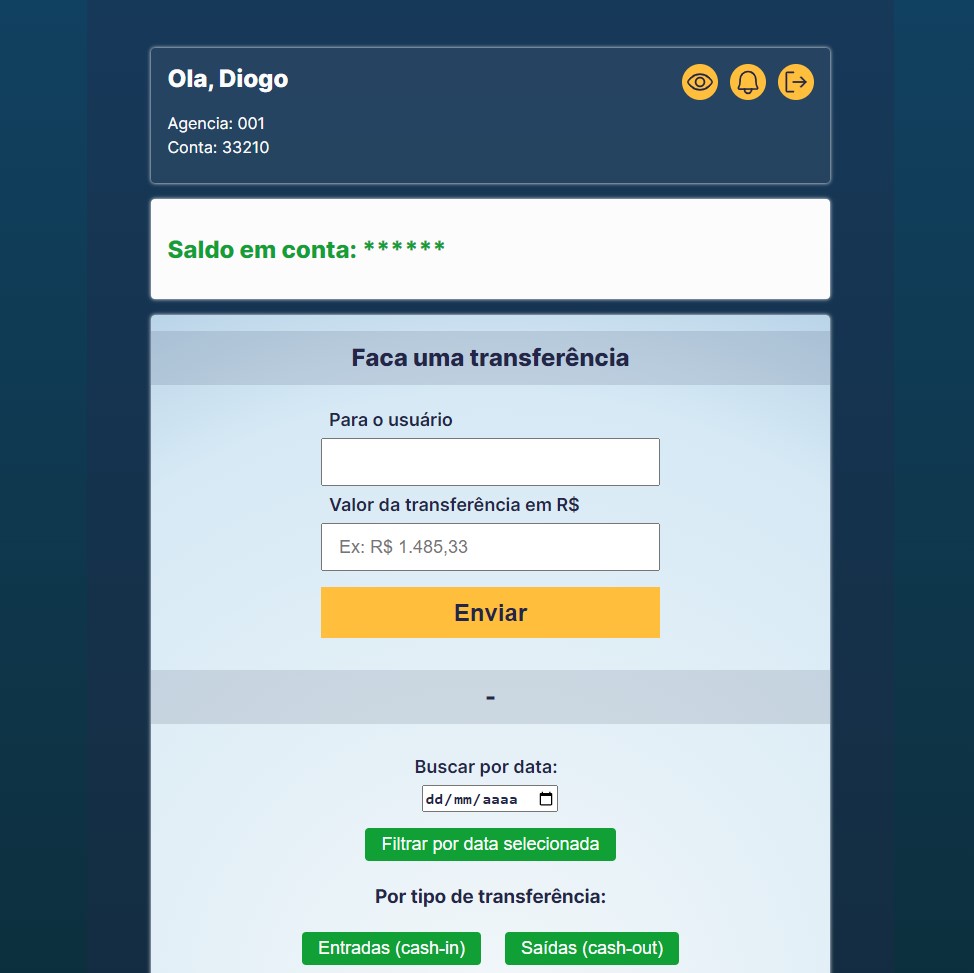 Ola, Diogo
Agencia: 001
Conta: 33210
Saldo em conta: ******
Faca uma transferência
Para o usuário
Valor da transferência em R$
Ex: R$ 1.485,33
Enviar
-
Buscar por data:
dd/mm/aaaa
Filtrar por data selecionada
Por tipo de transferência:
Entradas (cash-in)
Saídas (cash-out)